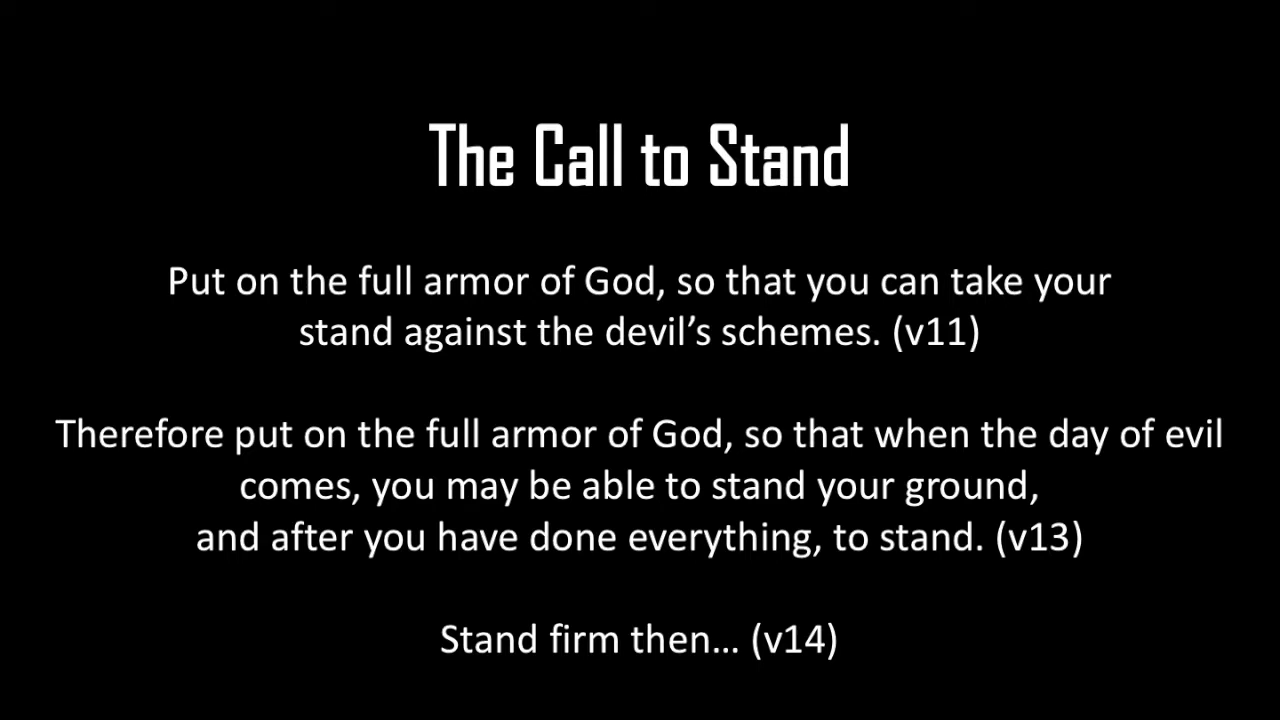 The Call to Stand
Put on the full armor of God, so that you can take your
stand against the devil’s schemes. (v11)
Therefore put on the full armor of God, so that when the day of evil
comes, you may be able to stand your ground,
and after you have done everything, to stand. (v13)
Stand firm then… (v14)